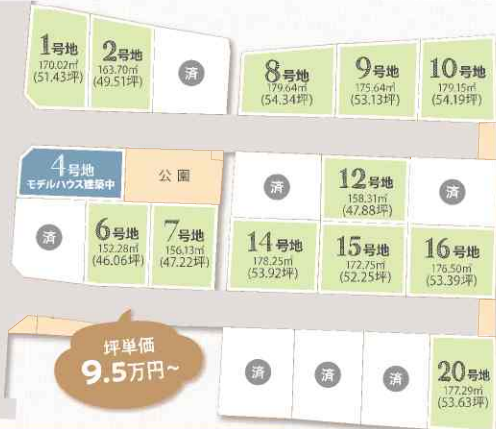 1号地
170.02㎡
(51.43坪)
2号地
163.70㎡
(49.51坪)
済
8号地
179.64㎡
(54.34坪)
9号地
175.64㎡
(53.13坪)
10号地
179.15㎡
(54.19坪)
4号地
モデルハウス建築中
公園
済
12号地
158.31㎡
(47.88坪)
済
済
6号地
152.28㎡
(46.06坪)
7号地
156.13㎡
(47.22坪)
14号地
178.25㎡
(53.92坪)
15号地
172.75㎡
(52.25坪)
16号地
176.50㎡
(53.39坪)
坪単価
9.5万円~
済
済
済
20号地
177.29㎡
(53.63坪)